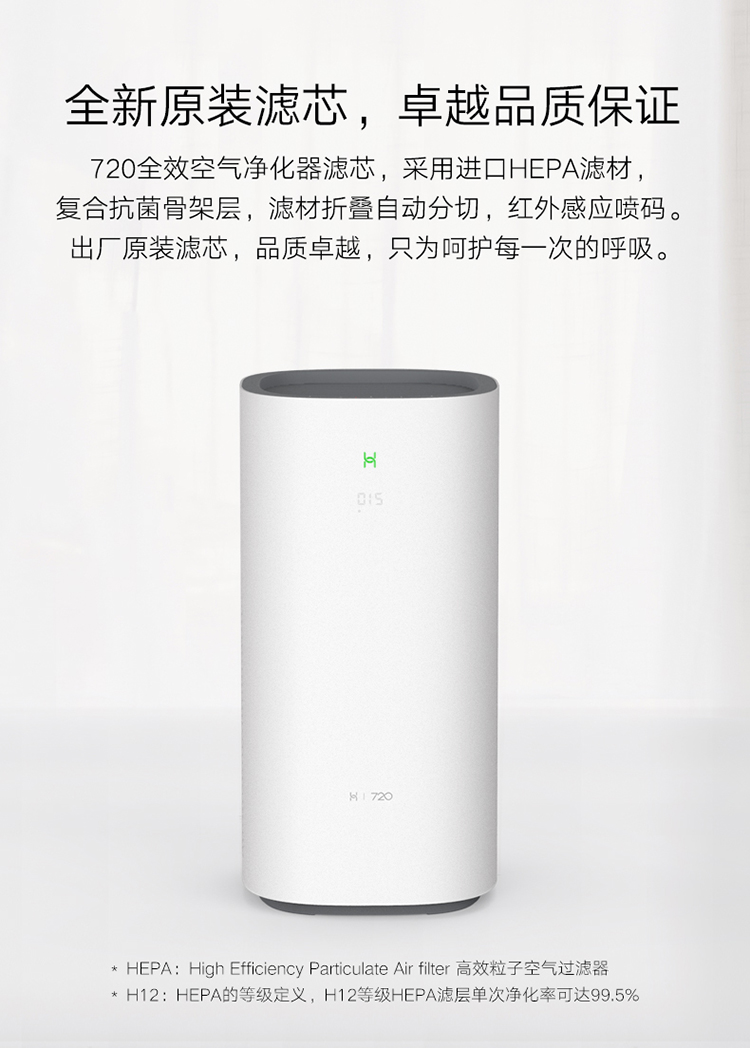 全新原装滤芯，卓越品质保证
720全效空气净化器滤芯，采用进口HEPA滤材，
复合抗菌骨架层，滤材折叠自动分切，红外感应喷码。
出厂原装滤芯，品质卓越，只为呵护每一次的呼吸。
H
015
H | 720
* HEPA：High Efficiency Particulate Air filter 高效粒子空气过滤器
* H12：HEPA的等级定义，H12等级HEPA滤层单次净化率可达99.5%